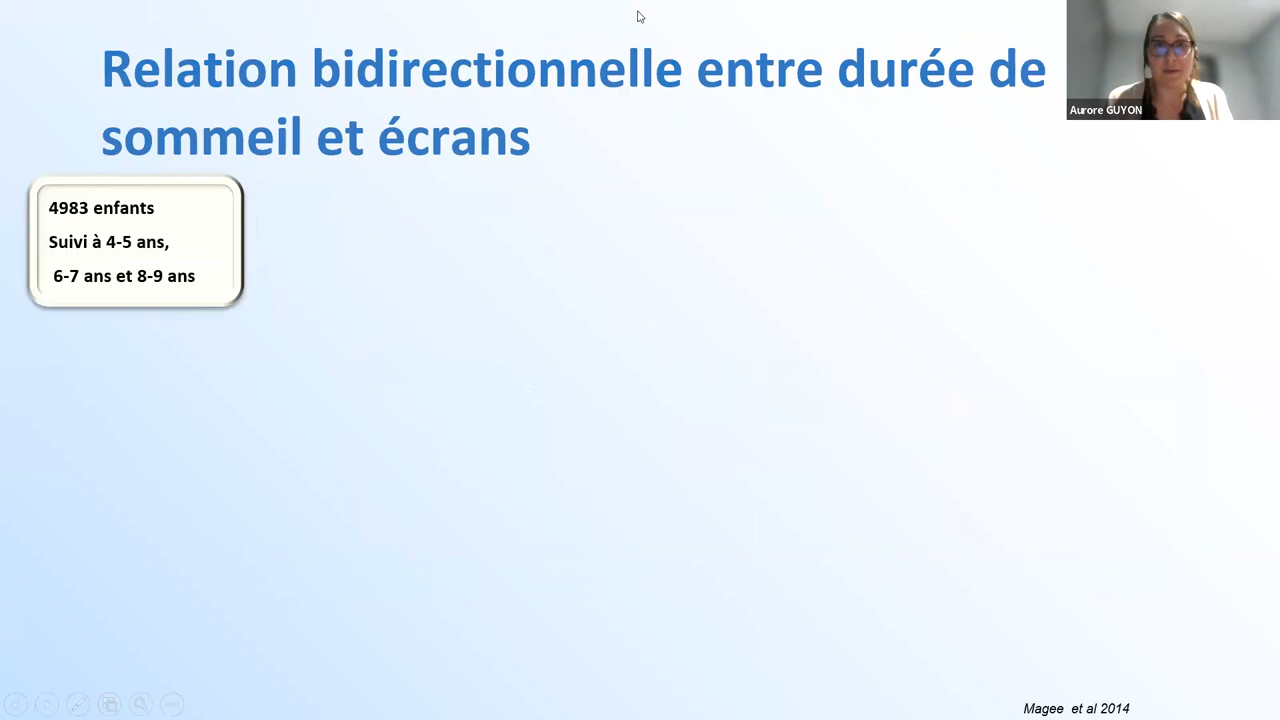 Relation bidirectionnelle entre durée de
sommeil et écrans
Aurore GUYON
4983 enfants
Suivi à 4-5 ans,
6-7 ans et 8-9 ans
Magee et al 2014